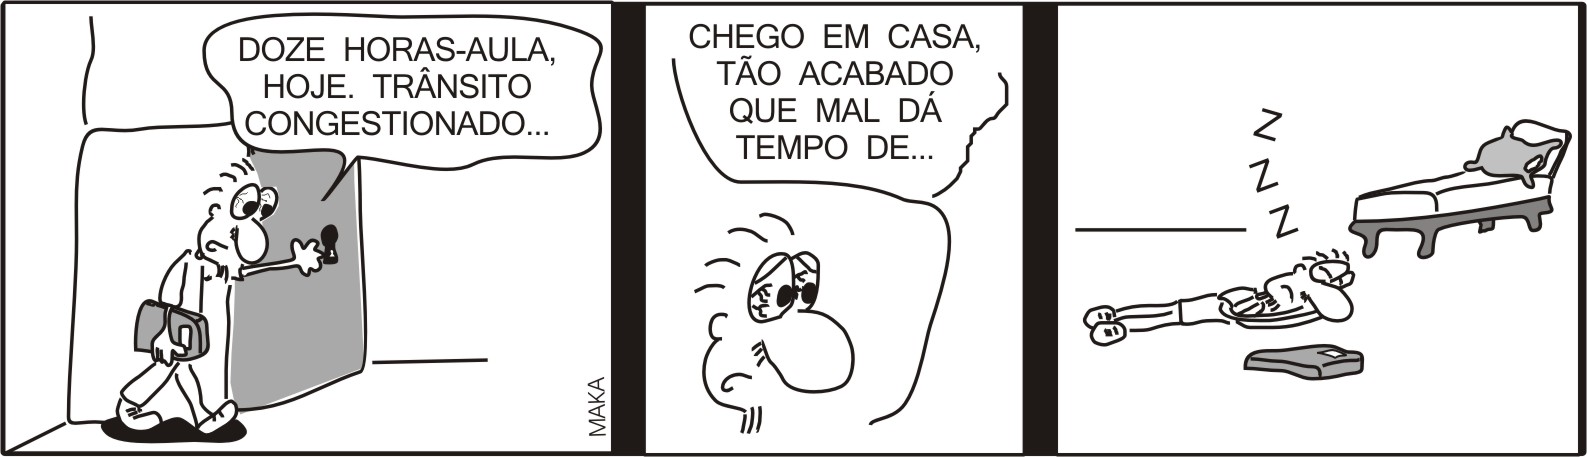 DOZE HORAS-AULA,
HOJE. TRÂNSITO
CONGESTIONADO...
MAKA
CHEGO EM CASA,
TÃO ACABADO
QUE MAL DÁ
TEMPO DE...
Z
Z
Z